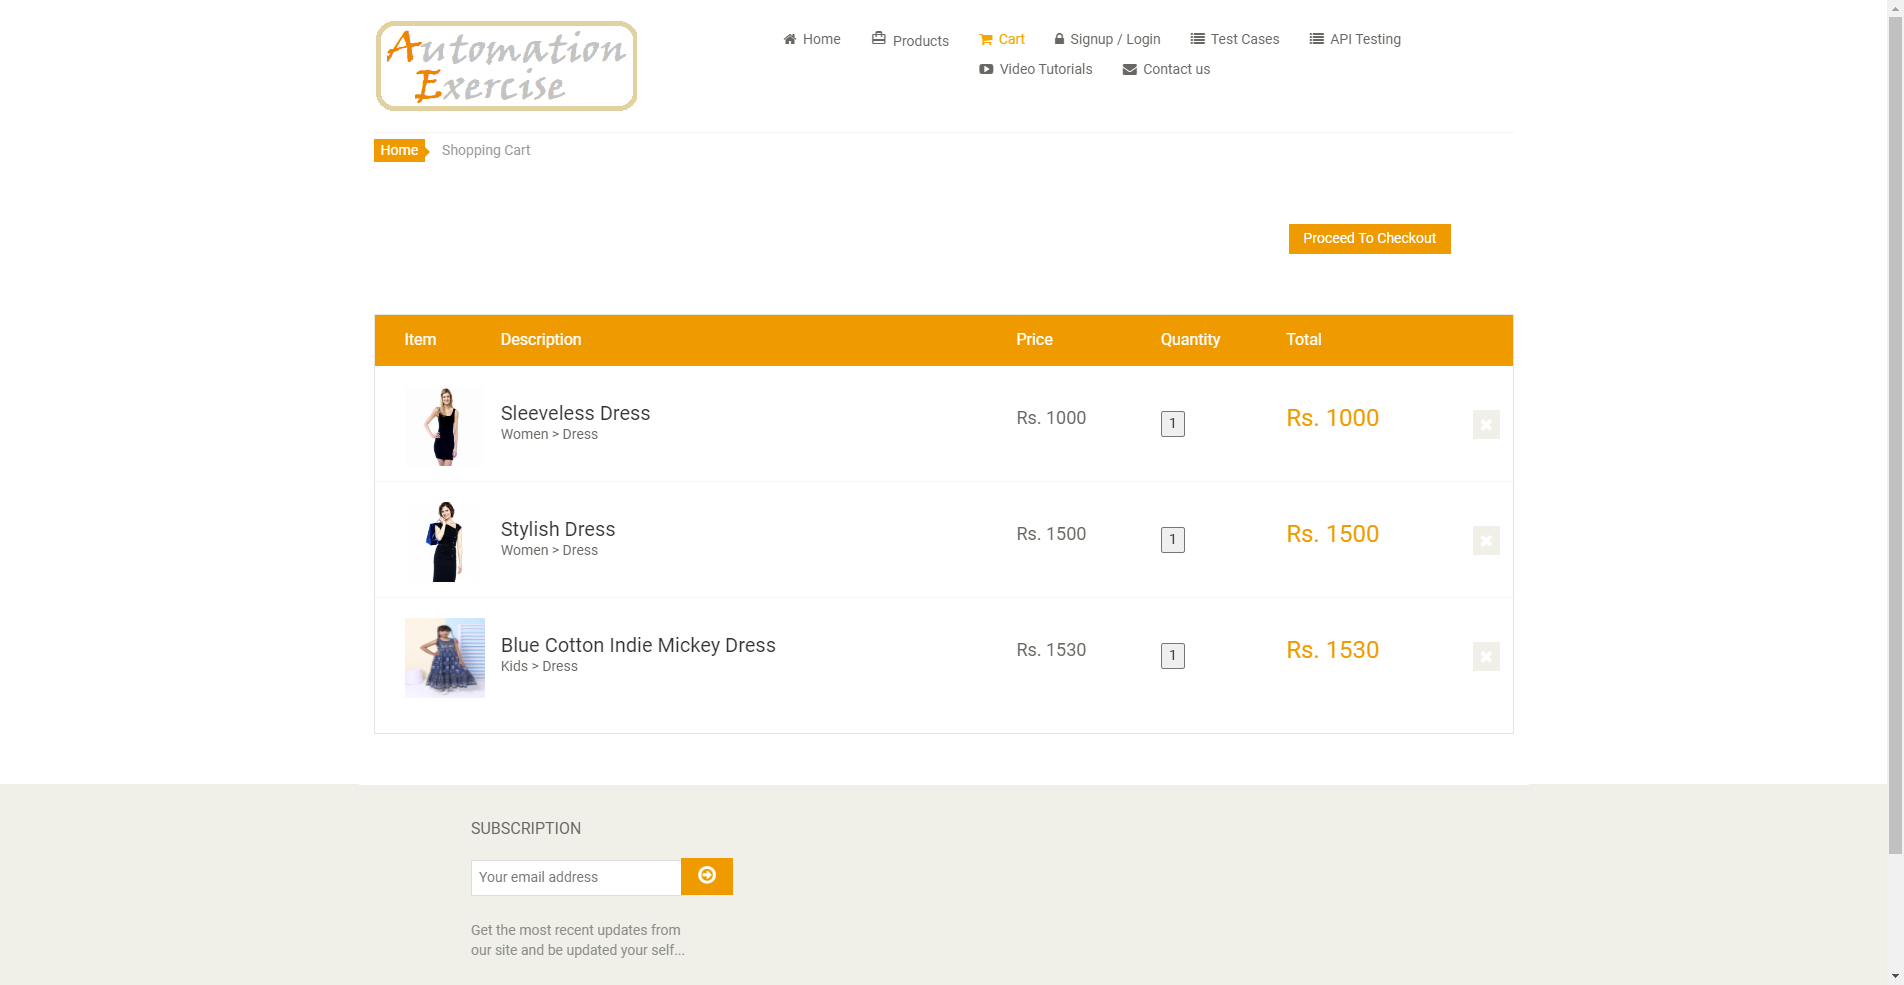 Automation
Exercise
Home
Products
Cart
Signup / Login
Test Cases
API Testing
Video Tutorials
Contact us
Home
Shopping Cart
Proceed To Checkout
Item Description Price Quantity Total
Sleeveless Dress
Women > Dress
Rs. 1000
1
Rs. 1000
Stylish Dress
Women > Dress
Rs. 1500
1
Rs. 1500
Blue Cotton Indie Mickey Dress
Kids > Dress
Rs. 1530
1
Rs. 1530
SUBSCRIPTION
Your email address
Get the most recent updates from
our site and be updated your self...